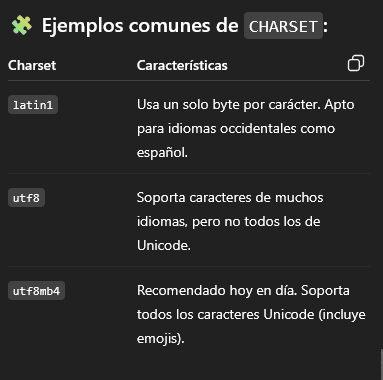 🧩 Ejemplos comunes de CHARSET:
Charset Características
latin1 Usa un solo byte por carácter. Apto
para idiomas occidentales como
español.
utf8 Soporta caracteres de muchos
idiomas, pero no todos los de
Unicode.
utf8mb4 Recomendado hoy en día. Soporta
todos los caracteres Unicode (incluye
emojis).